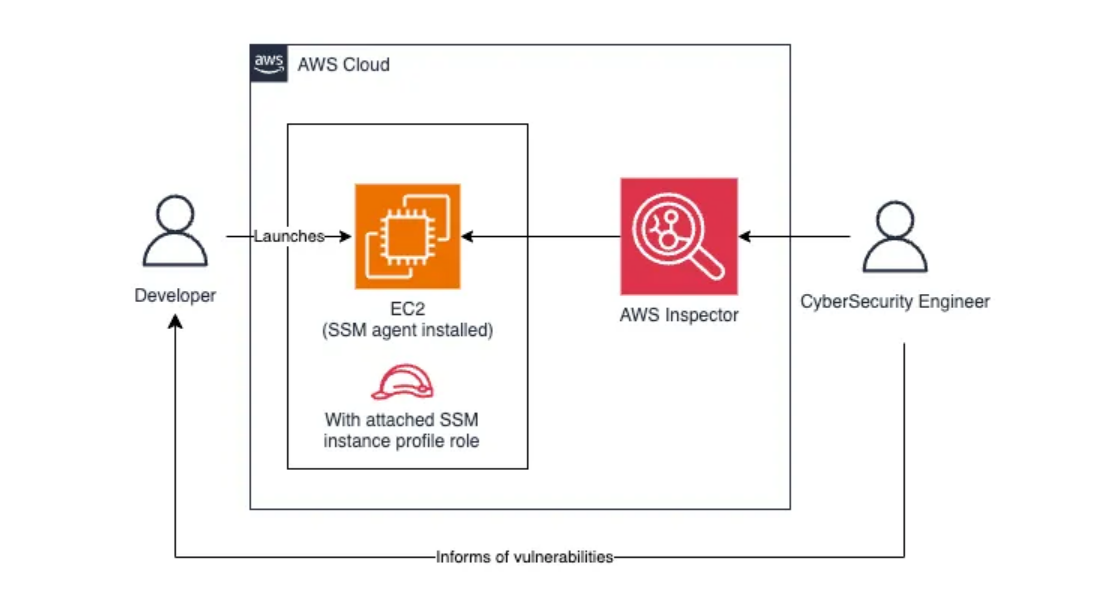 aws
AWS Cloud
Launches
Developer
EC2
(SSM agent installed)
With attached SSM
instance profile role
AWS Inspector
CyberSecurity Engineer
Informs of vulnerabilities